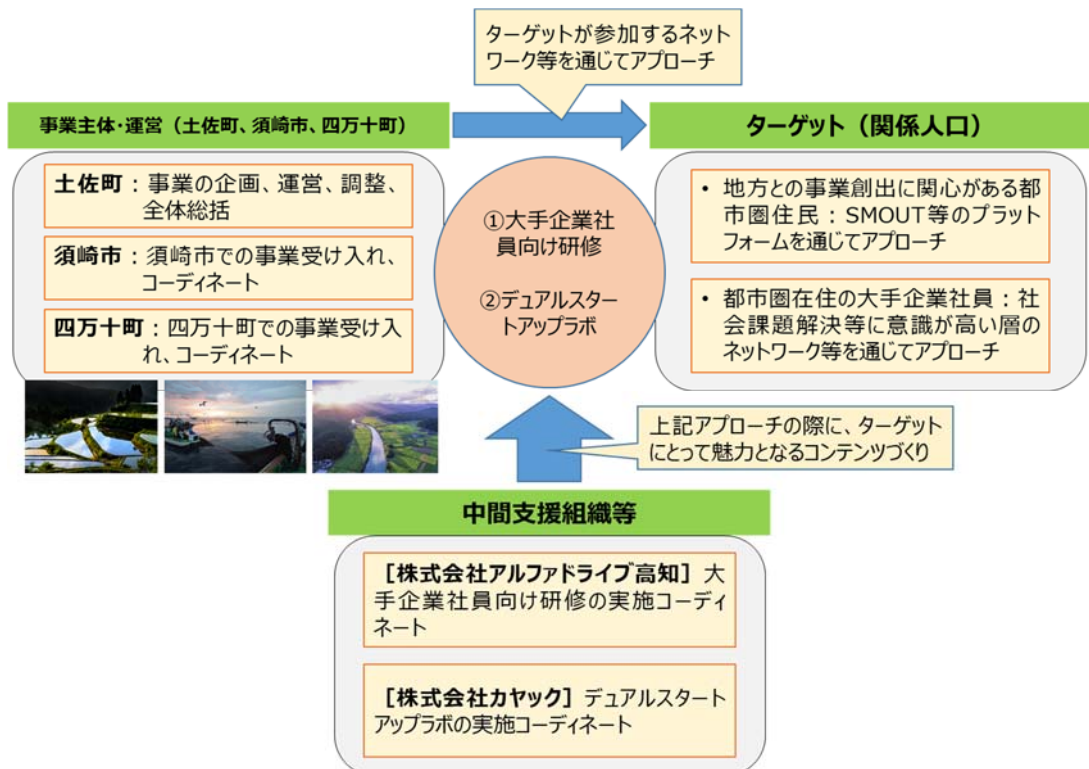 ターゲットが参加するネット
ワーク等を通じてアプローチ
事業主体・運営（土佐町、須崎市、四万十町）
ターゲット（関係人口）
土佐町：事業の企画、運営、調整、
全体総括
須崎市：須崎市での事業受け入れ、
コーディネート
四万十町：四万十町での事業受け入
れ、コーディネート
①大手企業社
員向け研修
②デュアルスター
トアップラボ
• 地方との事業創出に関心がある都
市圏住民：SMOUT等のプラット
フォームを通じてアプローチ
• 都市圏在住の大手企業社員：社
会課題解決等に意識が高い層の
ネットワーク等を通じてアプローチ
上記アプローチの際に、ターゲット
にとって魅力となるコンテンツづくり
中間支援組織等
［株式会社アルファドライブ高知］大
手企業社員向け研修の実施コーディ
ネート
［株式会社カヤック］デュアルスタート
アップラボの実施コーディネート